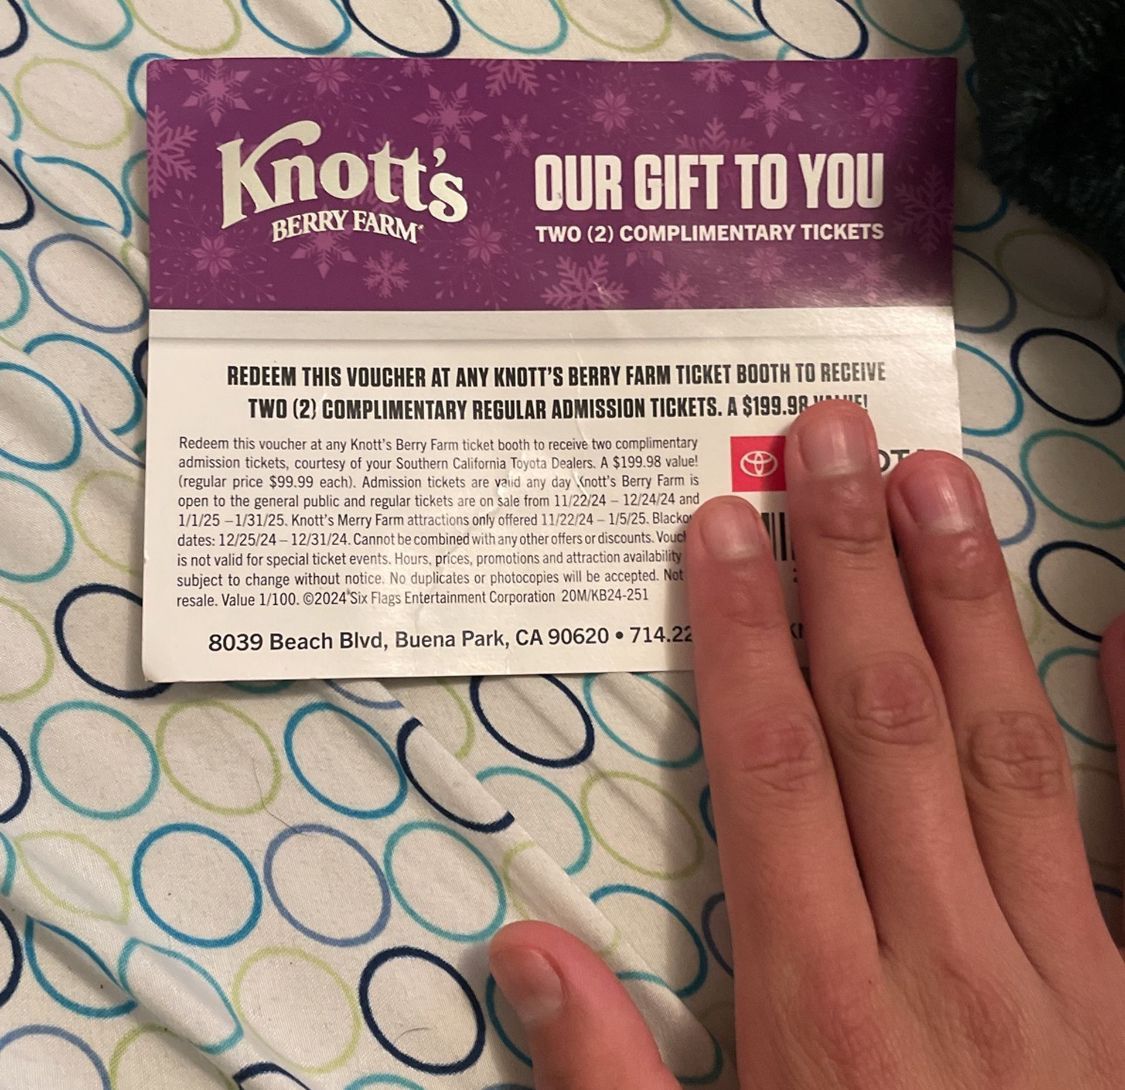 Knott's
BERRY FARM
OUR GIFT TO YOU
TWO (2) COMPLIMENTARY TICKETS
REDEEM THIS VOUCHER AT ANY KNOTT'S BERRY FARM TICKET BOOTH TO RECEIVE
TWO (2) COMPLIMENTARY REGULAR ADMISSION TICKETS. A $199.98
Redeem this voucher at any Knott's Berry Farm ticket booth to receive two complimentary
admission tickets, courtesy of your Southern California Toyota Dealers. A $199.98 value!
(regular price $99.99 each). Admission tickets are valid any day Knott's Berry Farm is
open to the general public and regular tickets are on sale from 11/22/24 – 12/24/24 and
1/1/25 –1/31/25. Knott's Merry Farm attractions only offered 11/22/24 – 1/5/25.
dates: 12/25/24 – 12/31/24. Cannot be combined with any other offers or discounts.
is not valid for special ticket events. Hours, prices, promotions and attraction availability
subject to change without notice. No duplicates or photocopies will be accepted. Not
resale. Value 1/100. ©2024 Six Flags Entertainment Corporation 20M/KB24-251
8039 Beach Blvd, Buena Park, CA 90620 • 714.22